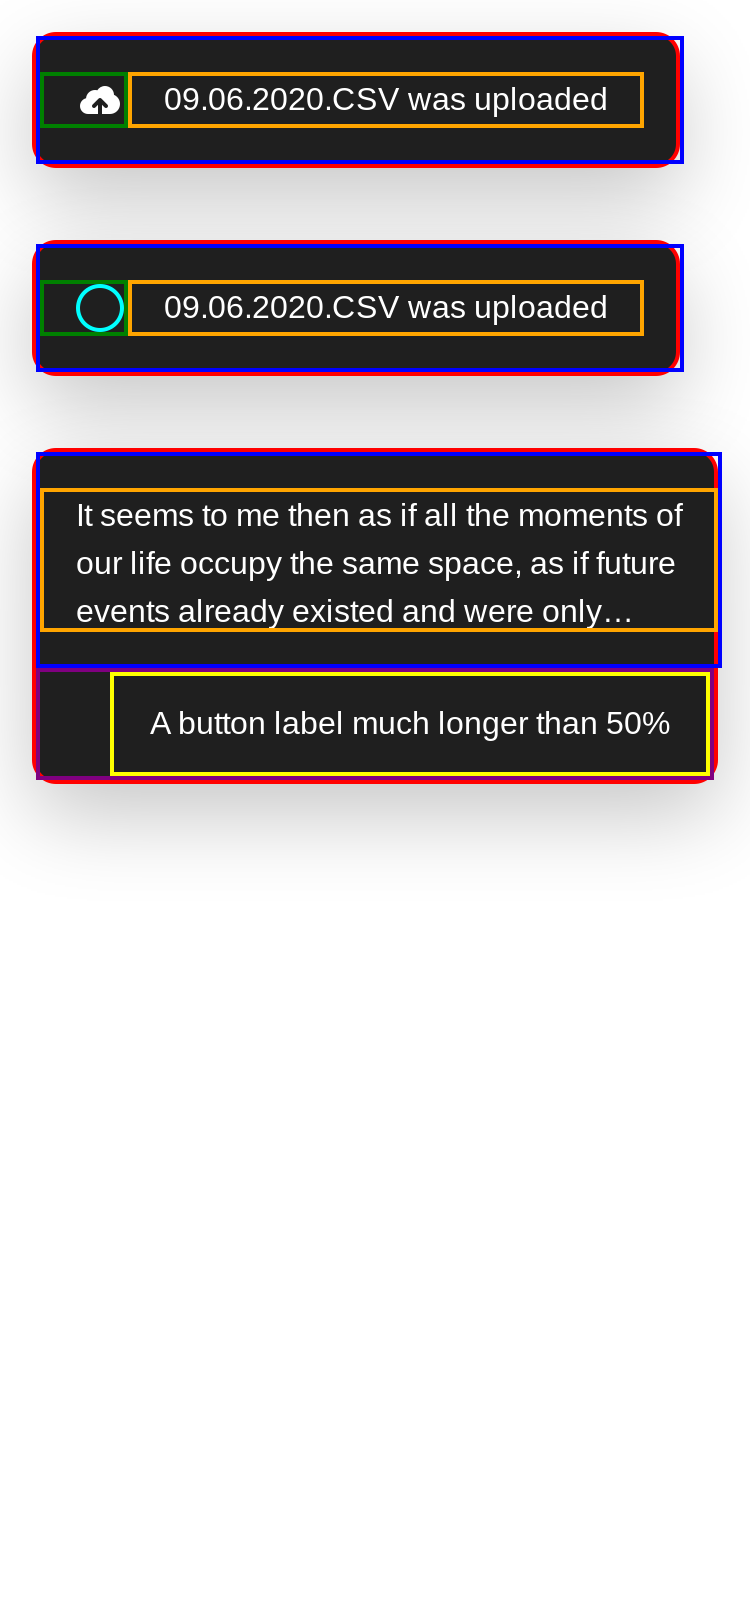 09.06.2020.CSV was uploaded
09.06.2020.CSV was uploaded
It seems to me then as if all the moments of
our life occupy the same space, as if future
events already existed and were only…
A button label much longer than 50%